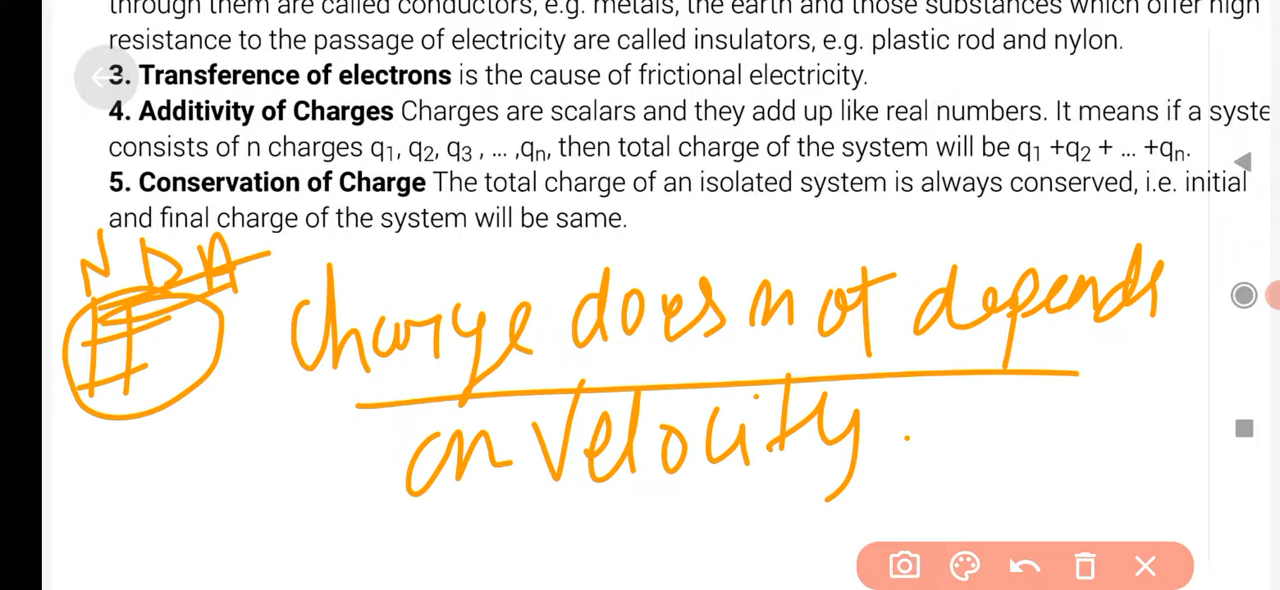 through them are called conductors, e.g. metals, the earth and those substances which offer high
resistance to the passage of electricity are called insulators, e.g. plastic rod and nylon.
3. Transference of electrons is the cause of frictional electricity.
4. Additivity of Charges Charges are scalars and they add up like real numbers. It means if a syste
consists of n charges q1, q2, q3 , ... ,qn, then total charge of the system will be q1 +q2 + ... +qn.
5. Conservation of Charge The total charge of an isolated system is always conserved, i.e. initial
and final charge of the system will be same.
NDA
# Charge does not depends
on velocity.